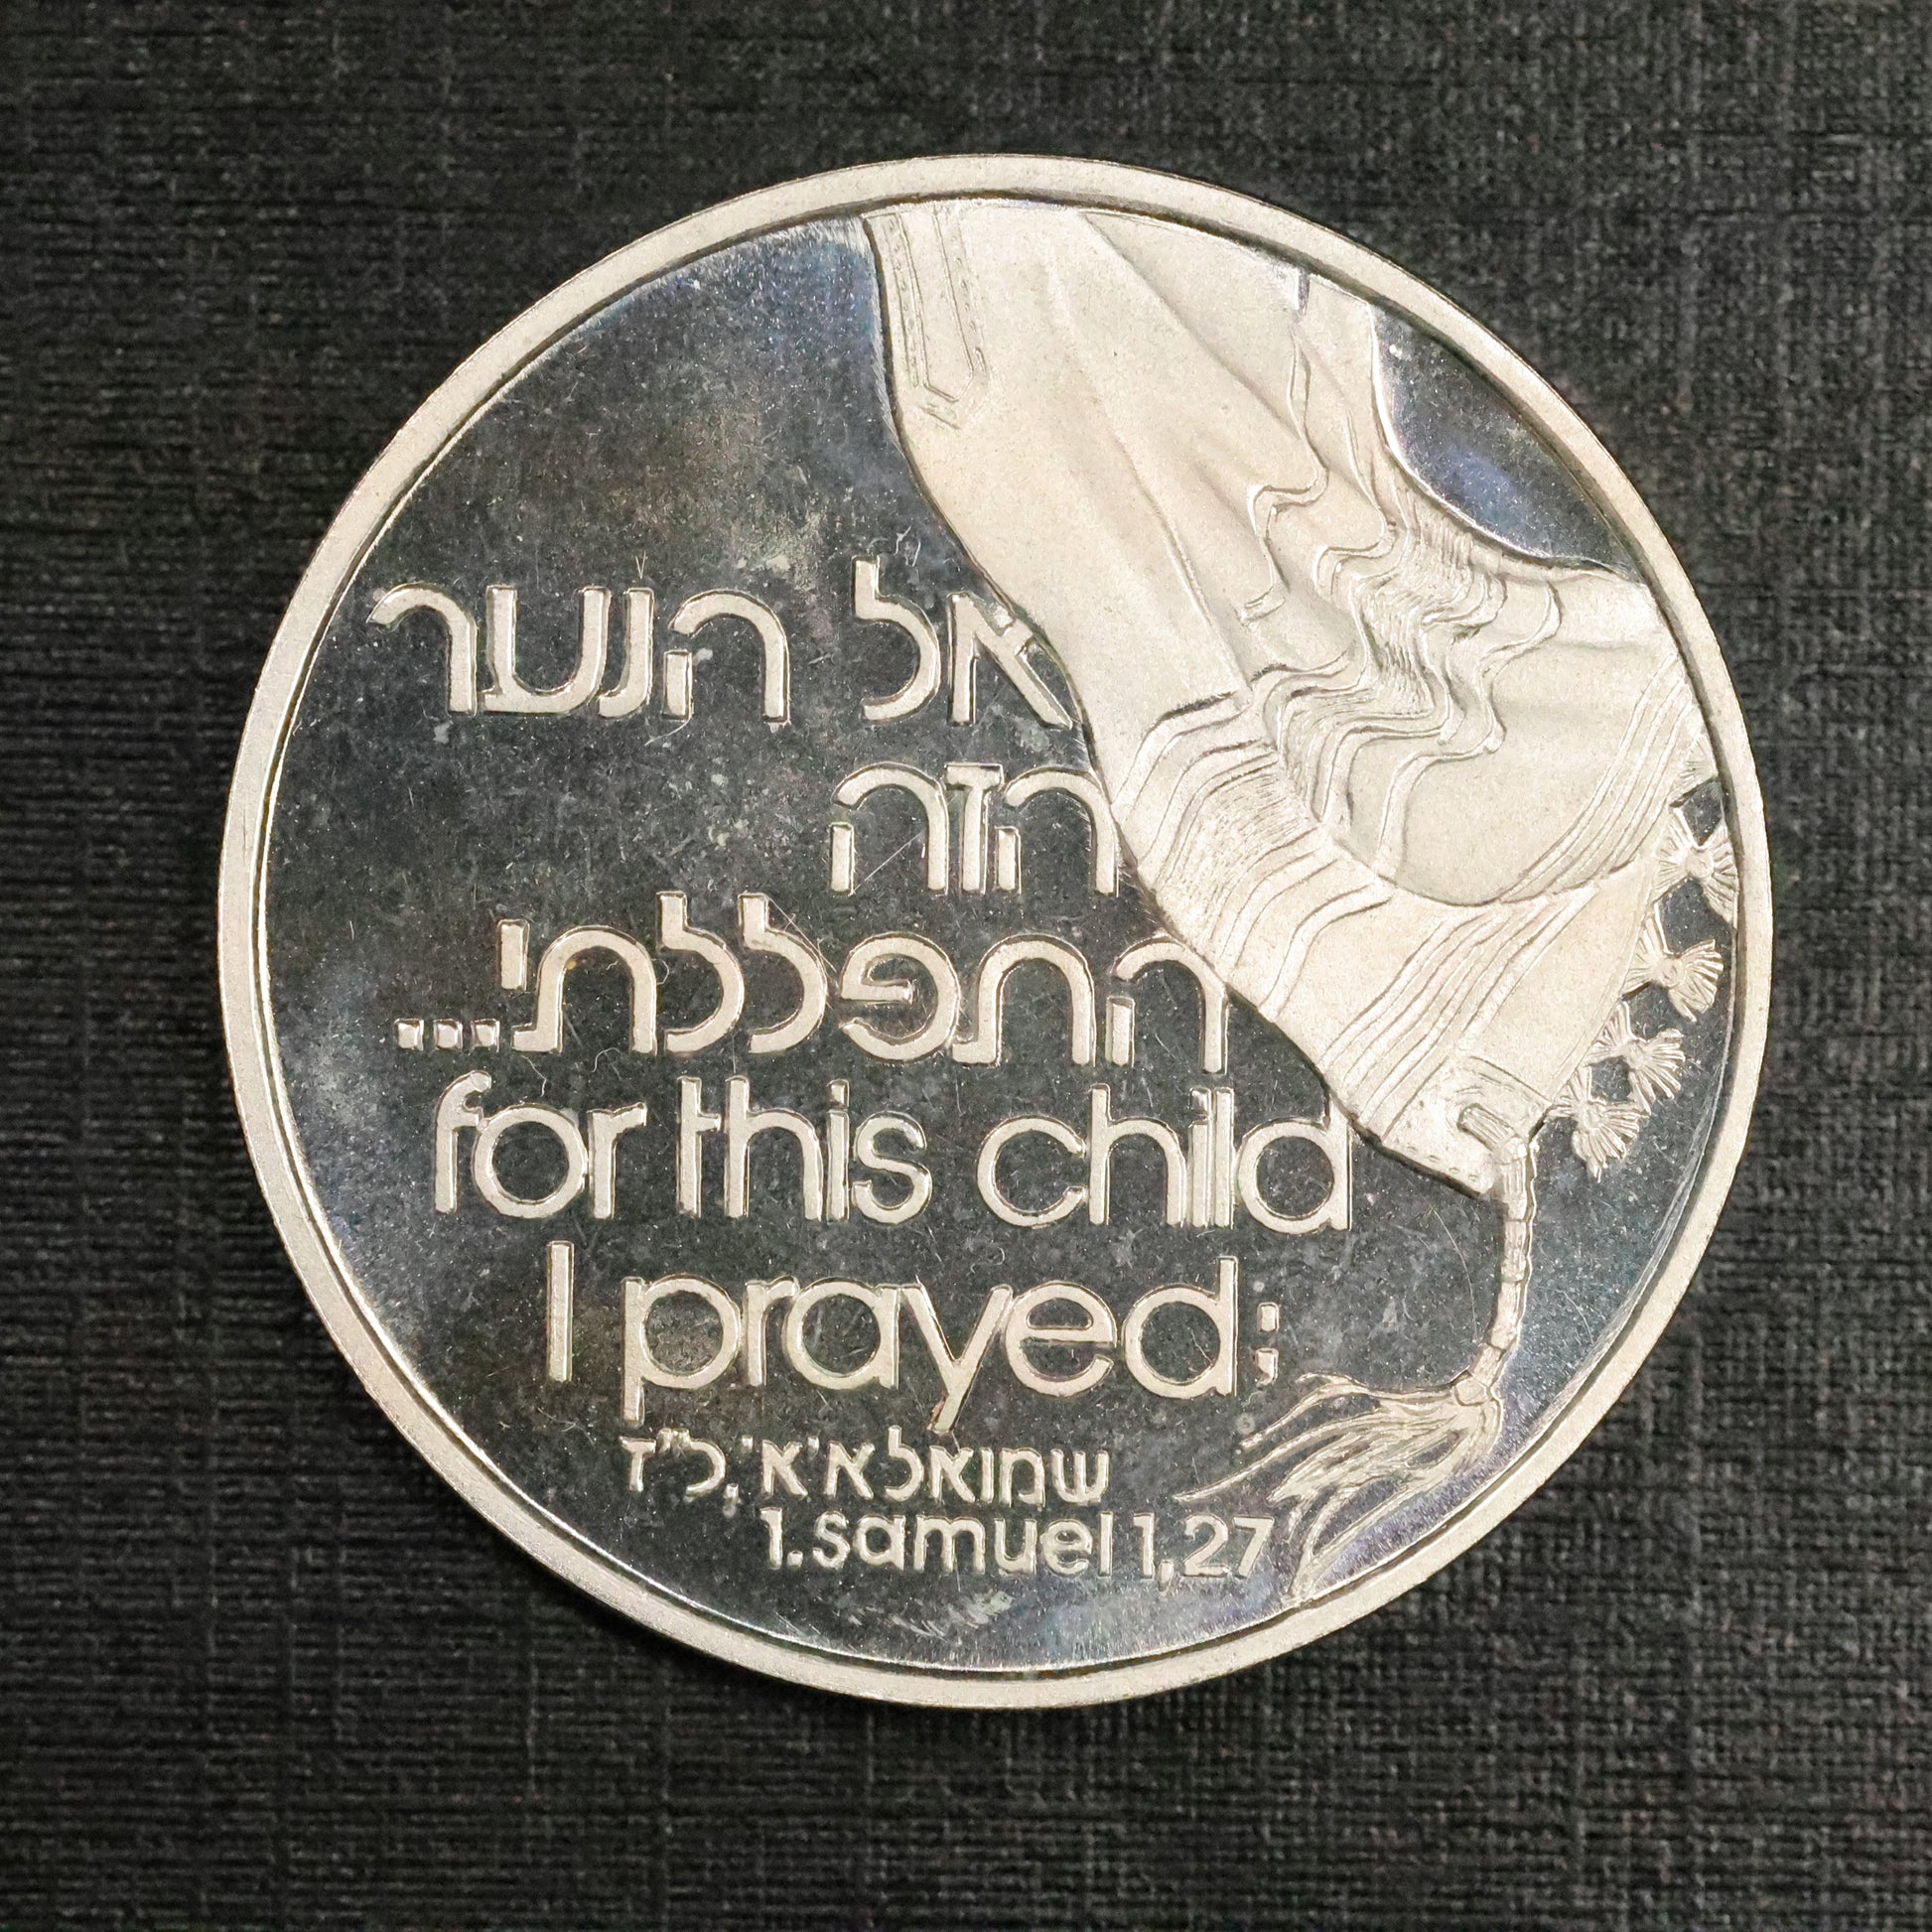 אל הנער
הזה
התפללתי...
for this child
I prayed;
שמואל א' א', כ"ז
1. samuel 1,27